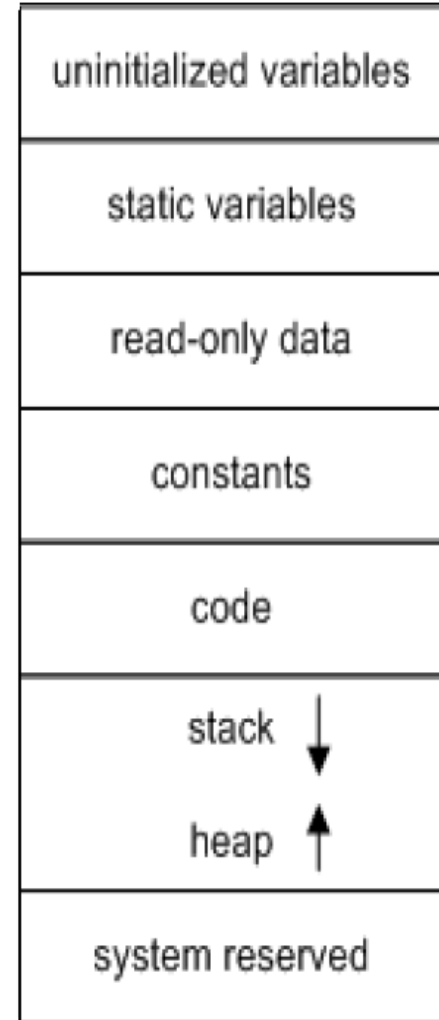 uninitialized variables
static variables
read-only data
constants
code
stack
heap
system reserved